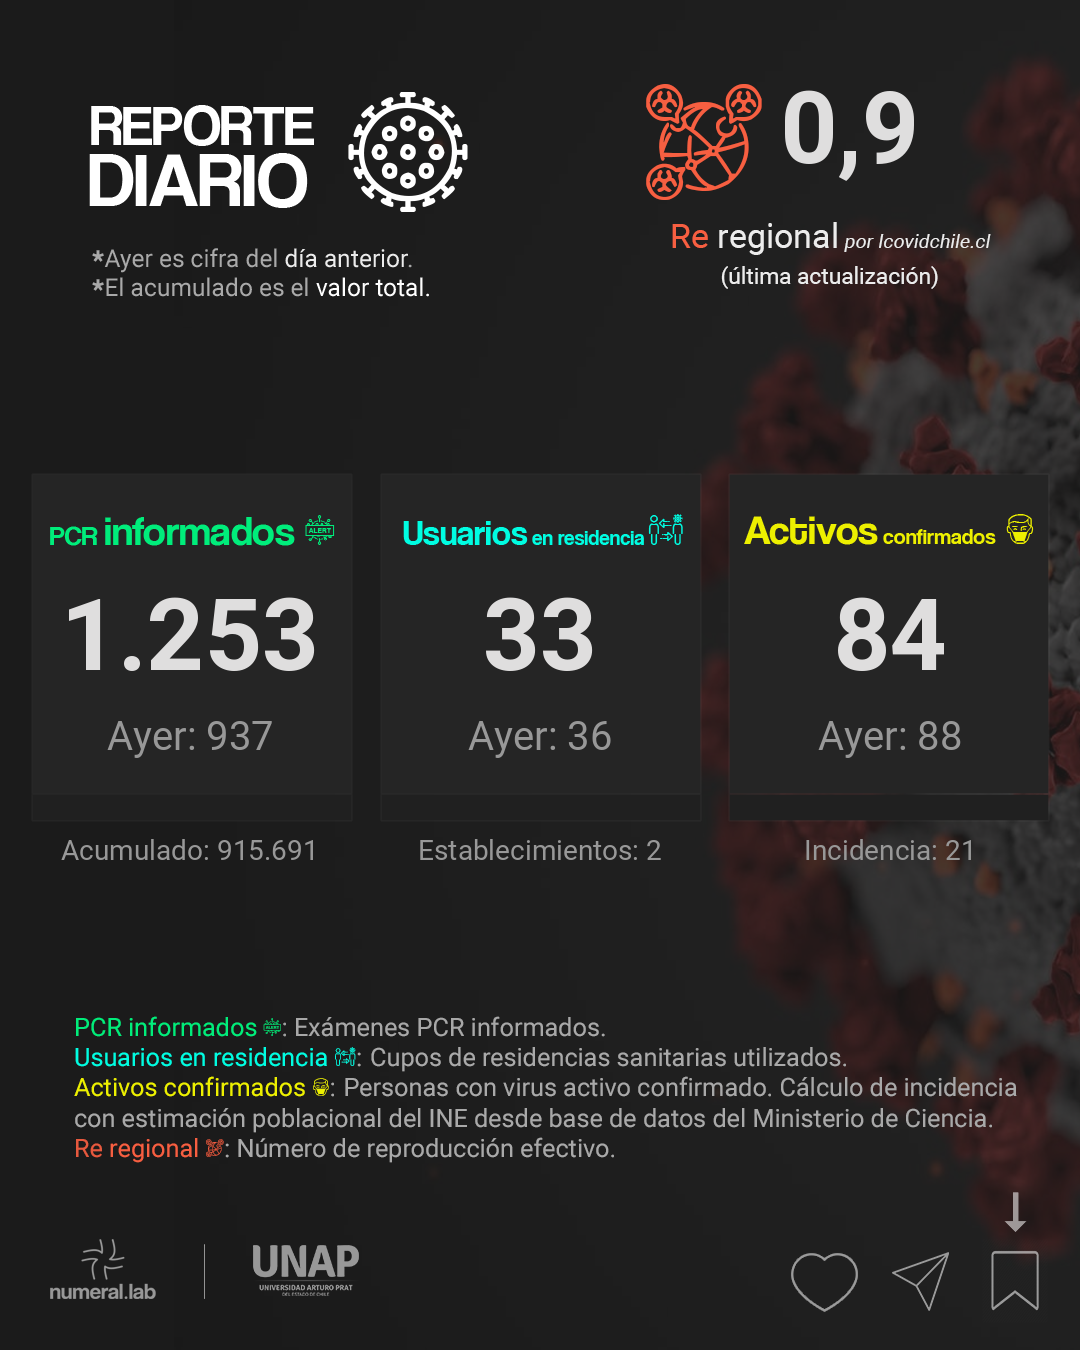 REPORTE
DIARIO
*Ayer es cifra del día anterior.
*El acumulado es el valor total.
0,9
Re regional por Icovidchile.cl
(última actualización)
PCR informados
ALERT
1.253
Ayer: 937
Acumulado: 915.691
Usuarios en residencia
33
Ayer: 36
Establecimientos: 2
Activos confirmados
84
Ayer: 88
Incidencia: 21
PCR informados : Exámenes PCR informados.
Usuarios en residencia : Cupos de residencias sanitarias utilizados.
Activos confirmados : Personas con virus activo confirmado. Cálculo de incidencia
con estimación poblacional del INE desde base de datos del Ministerio de Ciencia.
Re regional : Número de reproducción efectivo.
numeral.lab
UNAP
UNIVERSIDAD ARTURO PRAT
DEL ESTADO DE CHILE